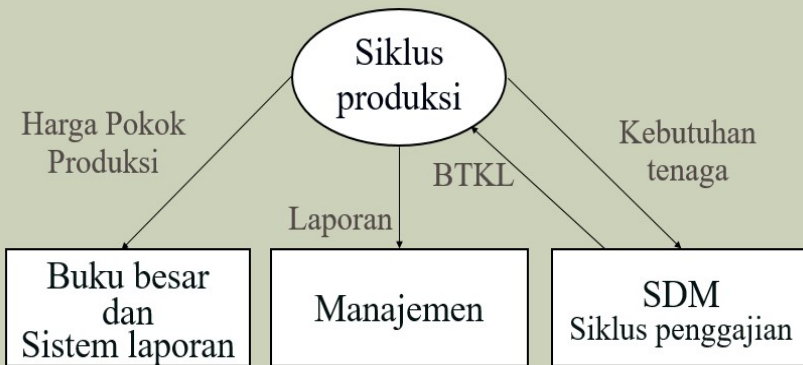 Siklus
produksi
Harga Pokok
Produksi
Kebutuhan
tenaga
BTKL
Laporan
Buku besar
dan
Sistem laporan
Manajemen
SDM
Siklus penggajian